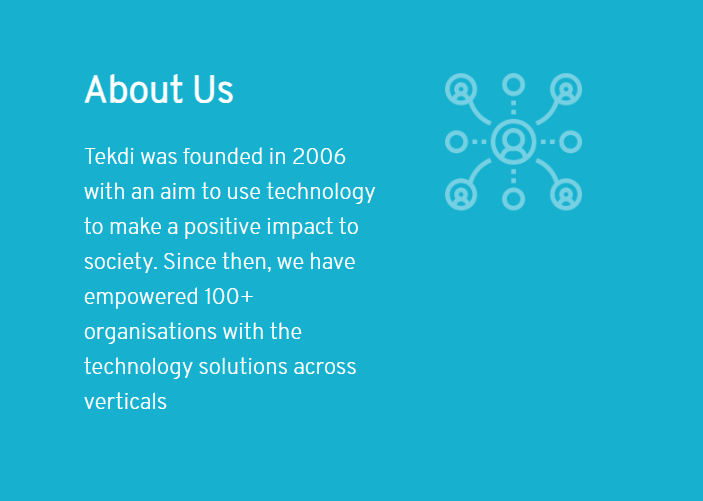 About Us
Tekdi was founded in 2006
with an aim to use technology
to make a positive impact to
society. Since then, we have
empowered 100+
organisations with the
technology solutions across
verticals